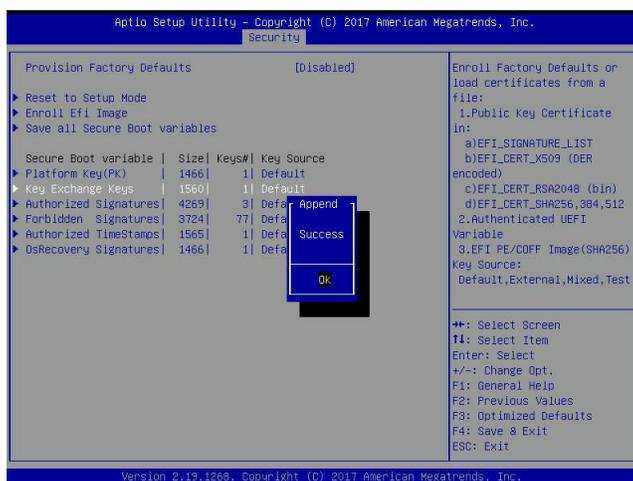 Aptio Setup Utility – Copyright (C) 2017 American Megatrends, Inc.
Security
Provision Factory Defaults [Disabled]
► Reset to Setup Mode
► Enroll Efi Image
► Save all Secure Boot variables
Secure Boot variable | Size| Keys#| Key Source
► Platform Key(PK) | 1466| 1| Default
► Key Exchange Keys | 1560| 1| Default
► Authorized Signatures| 4269| 3| Defa
► Forbidden Signatures| 3724| 77| Defa
► Authorized TimeStamps| 1565| 1| Defa
► OsRecovery Signatures| 1466| 1| Defa
Append
Success
Ok
Enroll Factory Defaults or
load certificates from a
file:
1.Public Key Certificate
in:
a)EFI_SIGNATURE_LIST
b)EFI_CERT_X509 (DER
encoded)
c)EFI_CERT_RSA2048 (bin)
d)EFI_CERT_SHA256,384,512
2.Authenticated UEFI
Variable
3.EFI PE/COFF Image(SHA256)
Key Source:
Default,External,Mixed,Test
→←: Select Screen
↑↓: Select Item
Enter: Select
+/-: Change Opt.
F1: General Help
F2: Previous Values
F3: Optimized Defaults
F4: Save & Exit
ESC: Exit
Version 2.19.1268. Copyright (C) 2017 American Megatrends, Inc.